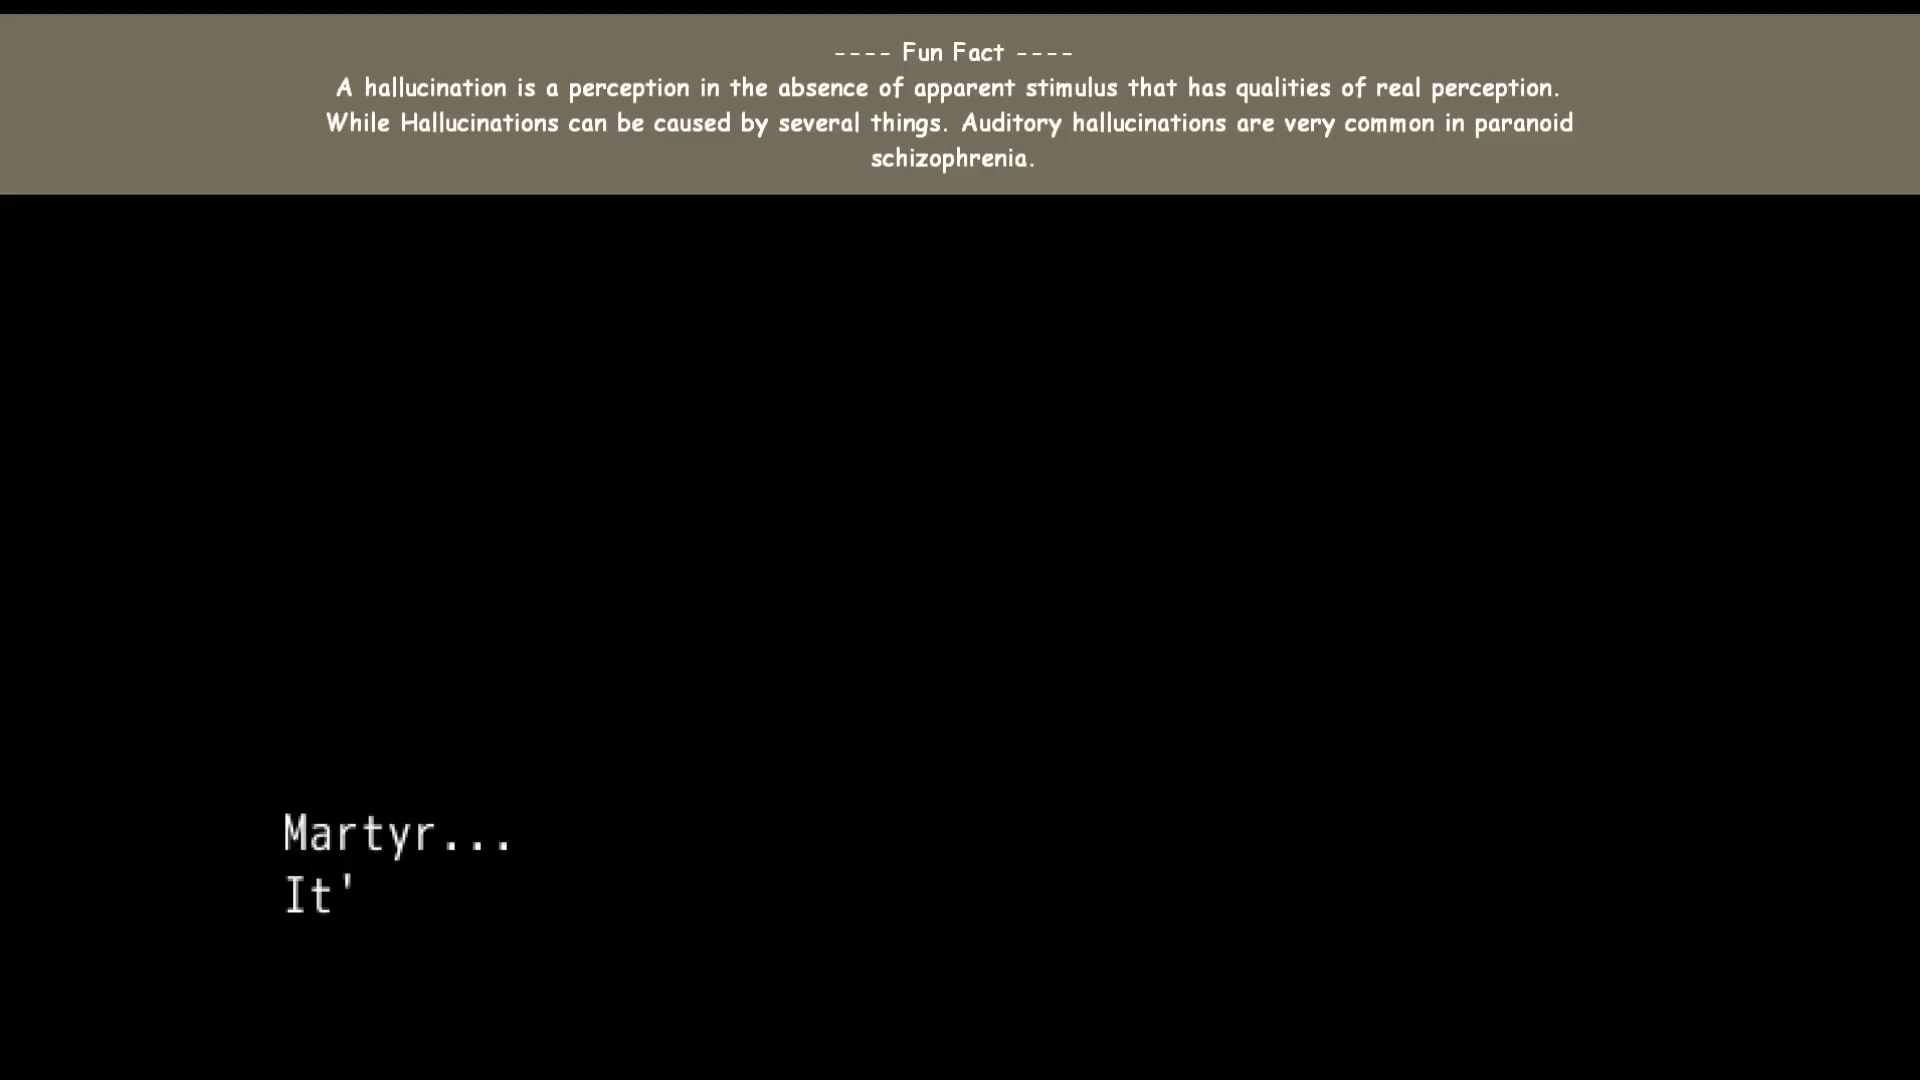 ---- Fun Fact ----
A hallucination is a perception in the absence of apparent stimulus that has qualities of real perception.
While Hallucinations can be caused by several things. Auditory hallucinations are very common in paranoid
schizophrenia.
Martyr...
It'